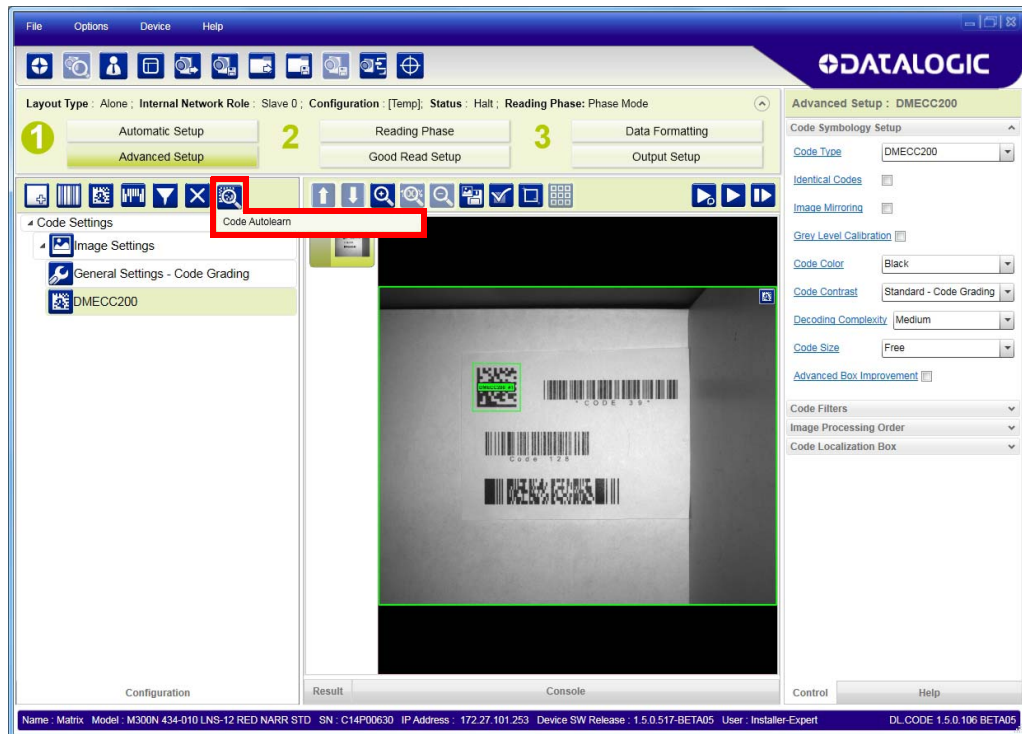 File Options Device Help
DATALOGIC
Layout Type : Alone ; Internal Network Role : Slave 0 ; Configuration : [Temp]; Status : Halt ; Reading Phase: Phase Mode
1 Automatic Setup
Advanced Setup
2 Reading Phase
Good Read Setup
3 Data Formatting
Output Setup
Code Autolearn
Code Settings
Image Settings
General Settings - Code Grading
DMECC200
Configuration
DMECC200 #1
*CODE 39*
Code 128
Result Console
Advanced Setup : DMECC200
Code Symbology Setup
Code Type DMECC200
Identical Codes
Image Mirroring
Grey Level Calibration
Code Color Black
Code Contrast Standard - Code Grading
Decoding Complexity Medium
Code Size Free
Advanced Box Improvement
Code Filters
Image Processing Order
Code Localization Box
Control Help
Name : Matrix Model : M300N 434-010 LNS-12 RED NARR STD SN : C14P00630 IP Address : 172.27.101.253 Device SW Release : 1.5.0.517-BETA05 User : Installer-Expert DL.CODE 1.5.0.106 BETA05